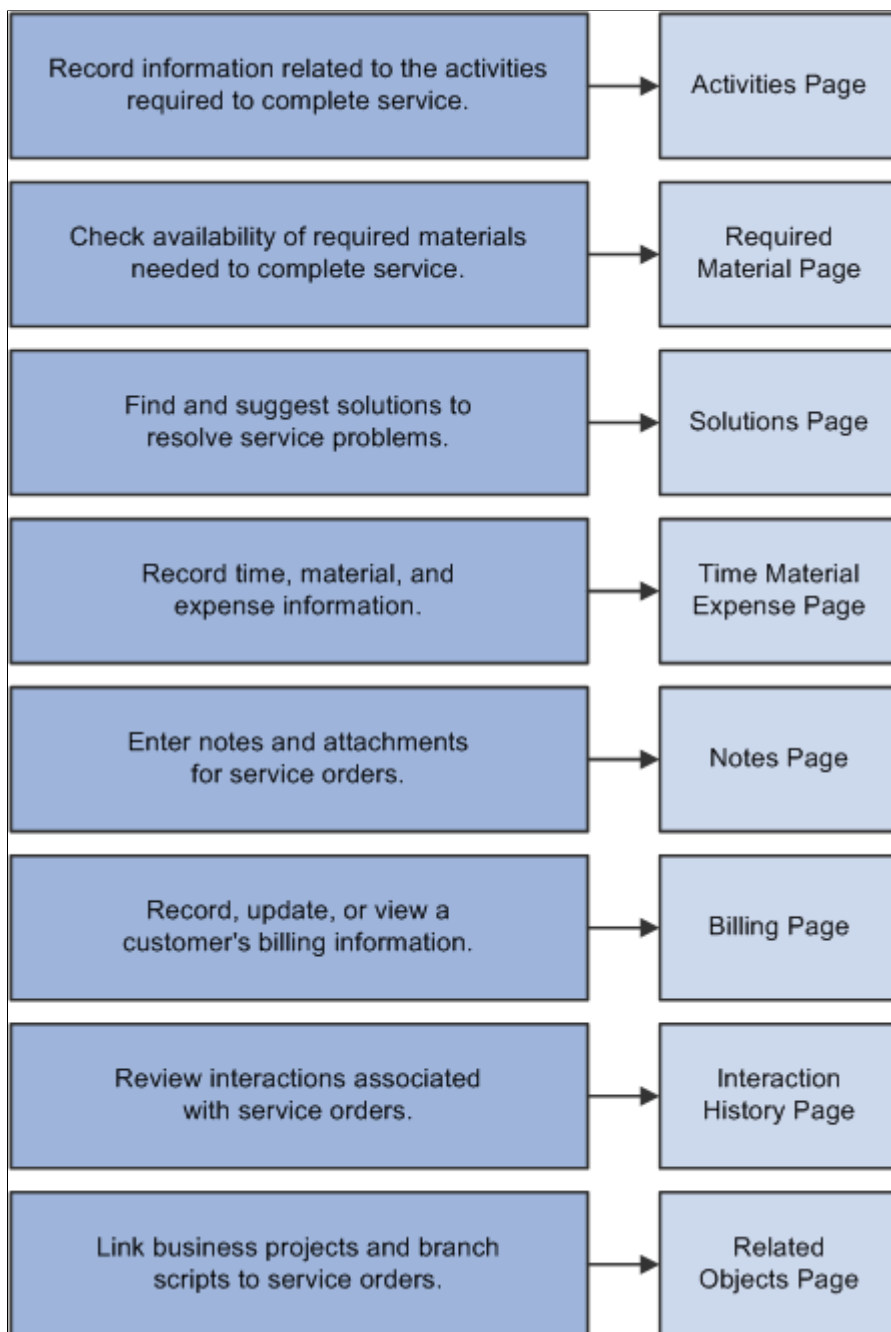 Record information related to the activities
required to complete service.
Activities Page
Check availability of required materials
needed to complete service.
Required
Material Page
Find and suggest solutions to
resolve service problems.
Solutions Page
Record time, material, and
expense information.
Time Material
Expense Page
Enter notes and attachments
for service orders.
Notes Page
Record, update, or view a
customer's billing information.
Billing Page
Review interactions associated
with service orders.
Interaction
History Page
Link business projects and branch
scripts to service orders.
Related
Objects Page